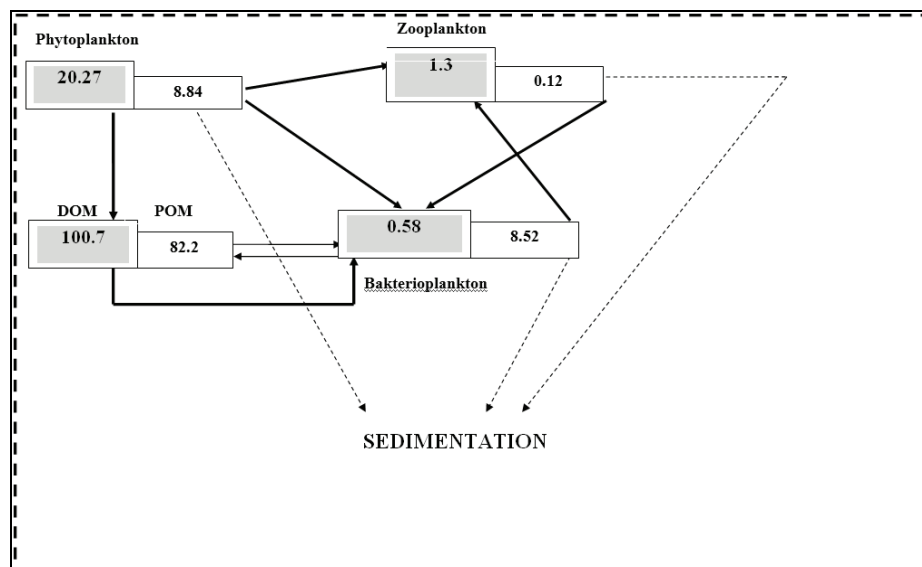 Phytoplankton
Zooplankton
20.27
8.84
1.3
0.12
DOM
POM
100.7
82.2
0.58
8.52
Bakterioplankton
SEDIMENTATION